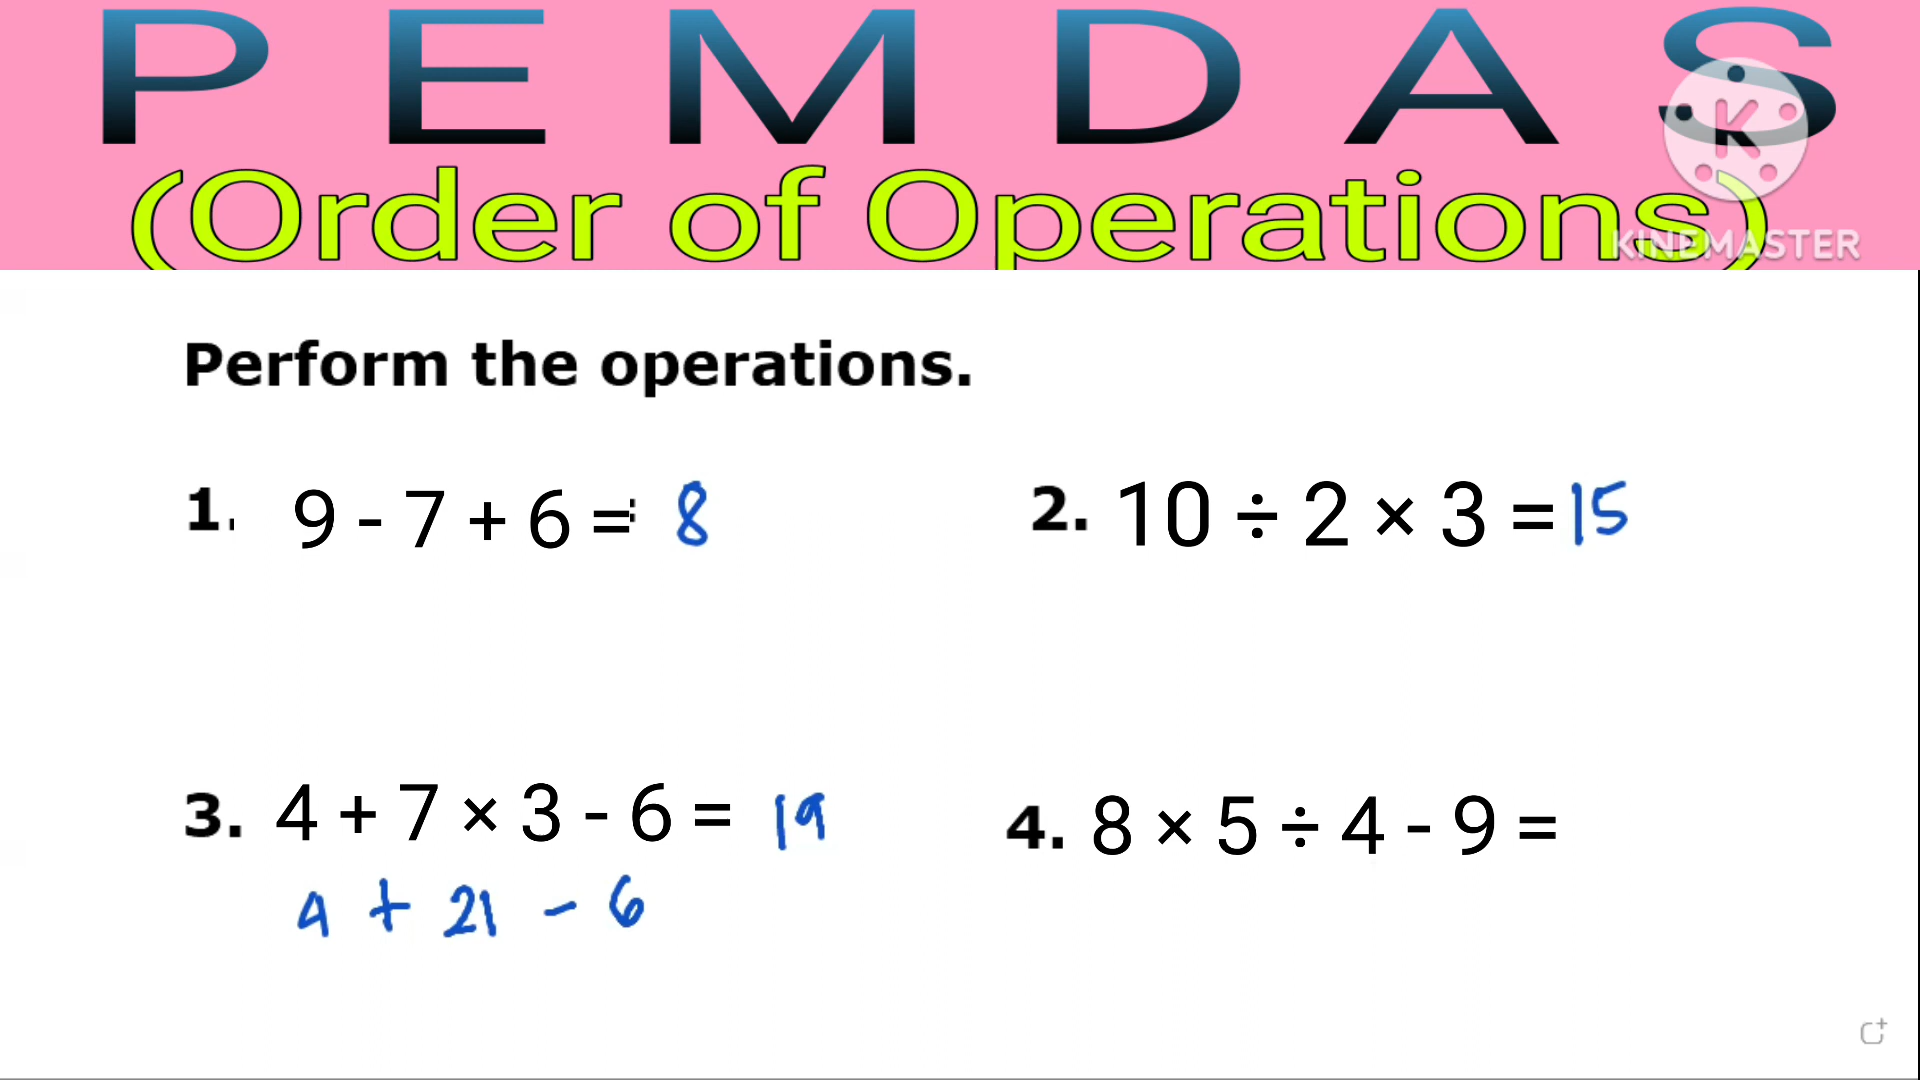 P E M D A S
(Order of Operations)
K
KINEMASTER
Perform the operations.
1. 9 - 7 + 6 = 8
2. 10 ÷ 2 × 3 = 15
3. 4 + 7 × 3 - 6 = 19
4 + 21 - 6
4. 8 × 5 ÷ 4 - 9 =